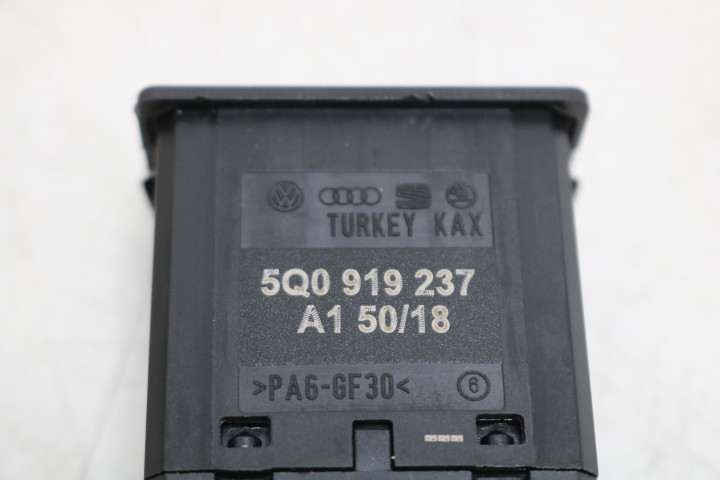 TURKEY KAX
5Q0 919 237
A1 50/18
>PA6-GF30< 6